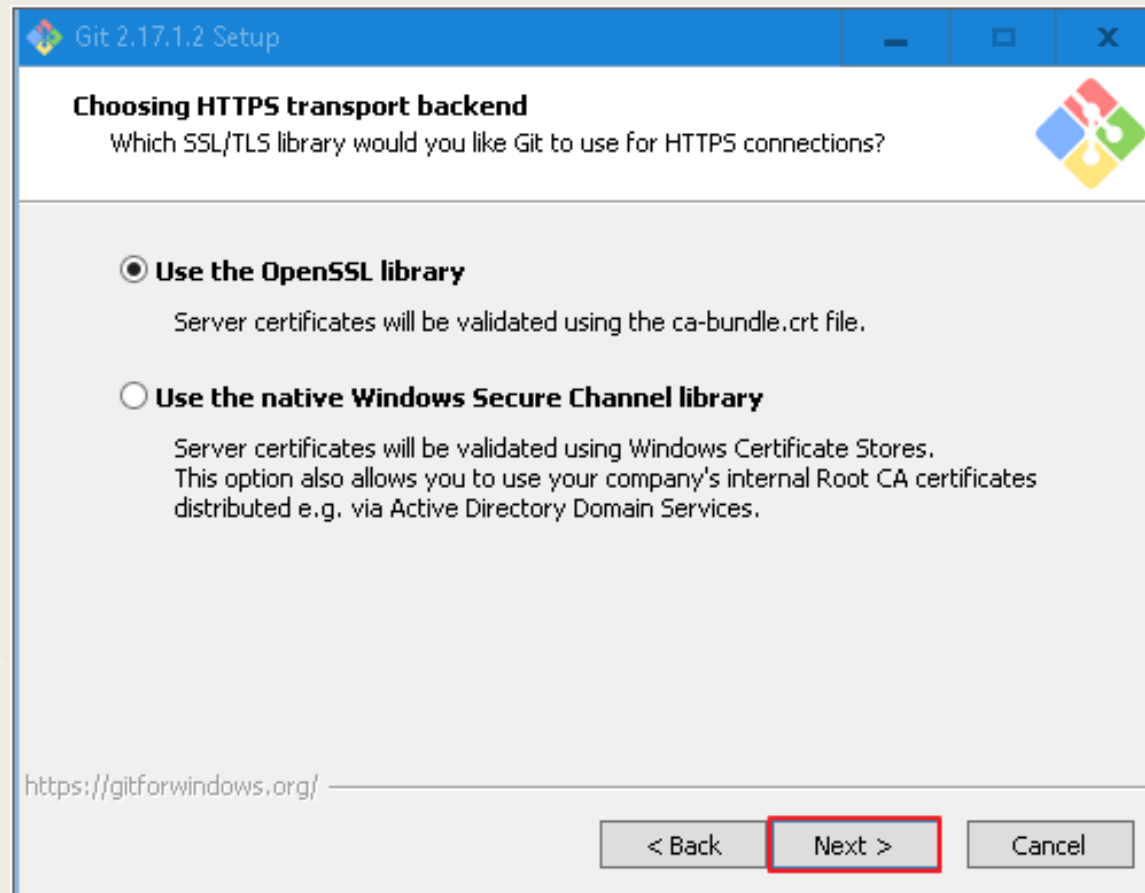 Git 2.17.1.2 Setup
Choosing HTTPS transport backend
Which SSL/TLS library would you like Git to use for HTTPS connections?
Use the OpenSSL library
Server certificates will be validated using the ca-bundle.crt file.
Use the native Windows Secure Channel library
Server certificates will be validated using Windows Certificate Stores.
This option also allows you to use your company's internal Root CA certificates
distributed e.g. via Active Directory Domain Services.
https://gitforwindows.org/
< Back Next > Cancel